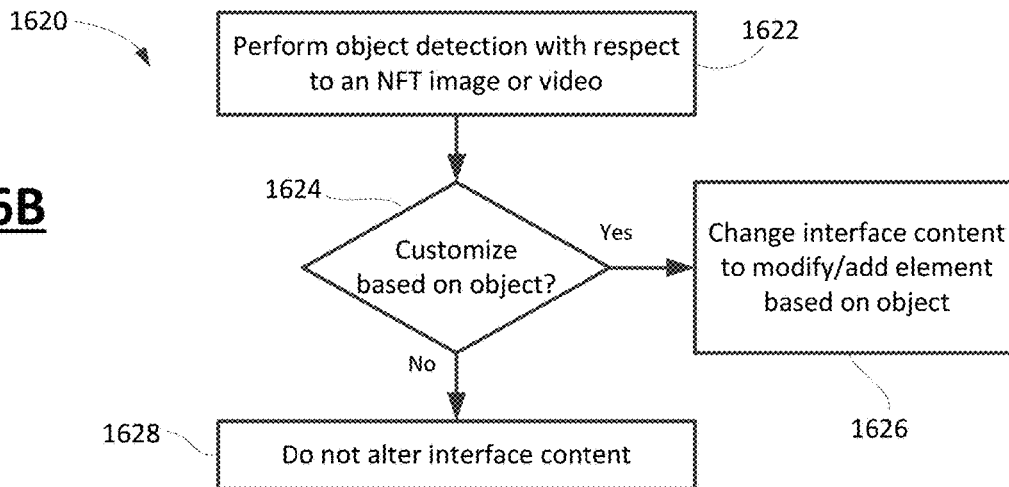 1620
Perform object detection with respect
to an NFT image or video
1622
6B
1624
Customize
based on object?
Yes
Change interface content
to modify/add element
based on object
No
1626
1628
Do not alter interface content